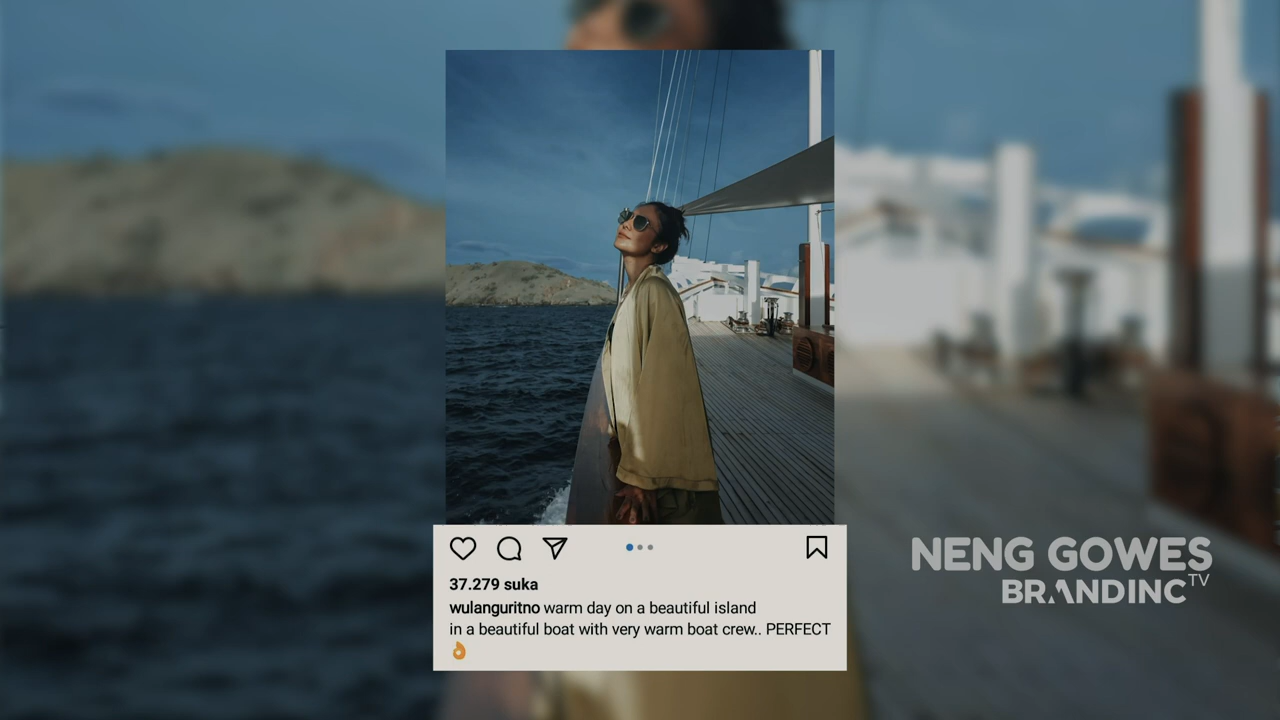 37.279 suka
wulanguritno warm day on a beautiful island
in a beautiful boat with very warm boat crew.. PERFECT
👌
NENG GOWES
BRANDINC TV